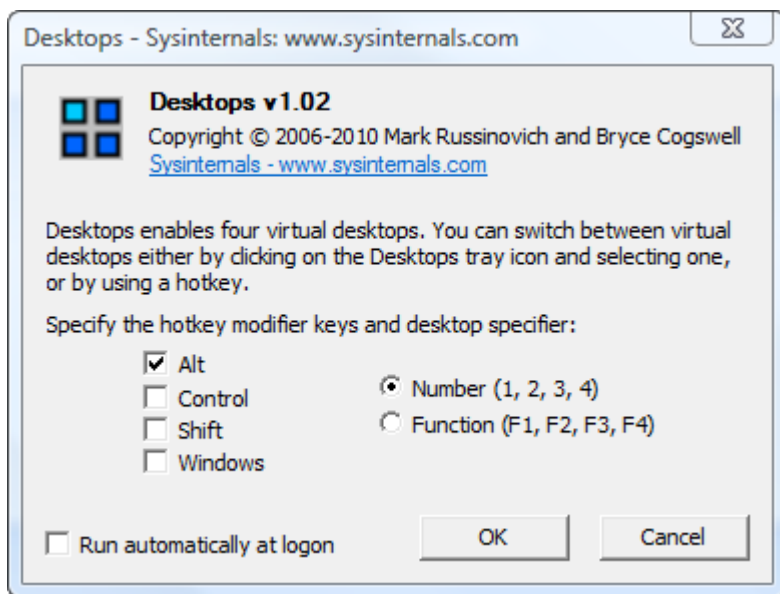 Desktops - Sysinternals: www.sysinternals.com
Desktops v1.02
Copyright © 2006-2010 Mark Russinovich and Bryce Cogswell
Sysinternals - www.sysinternals.com
Desktops enables four virtual desktops. You can switch between virtual
desktops either by clicking on the Desktops tray icon and selecting one,
or by using a hotkey.
Specify the hotkey modifier keys and desktop specifier:
Alt
Control
Shift
Windows
Number (1, 2, 3, 4)
Function (F1, F2, F3, F4)
Run automatically at logon
OK
Cancel